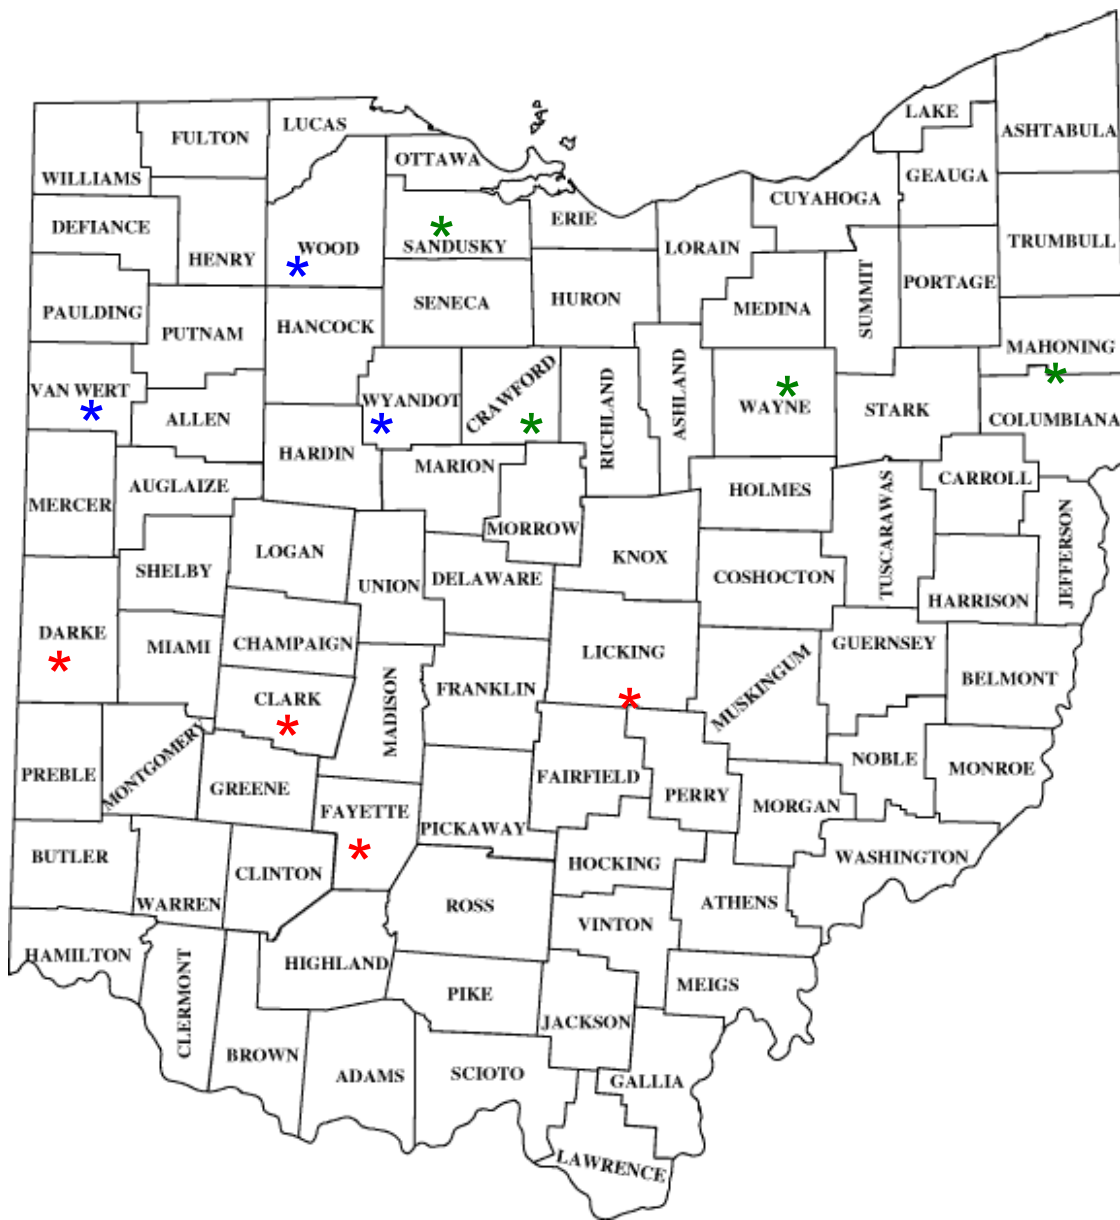 LAKE
ASHTABULA
LUCAS
FULTON
OTTAWA
GEAUGA
WILLIAMS
CUYAHOGA
ERIE
DEFIANCE
WOOD
SANDUSKY
LORAIN
TRUMBULL
HENRY
PORTAGE
SENECA
HURON
SUMMIT
PAULDING
MEDINA
HANCOCK
PUTNAM
MAHONING
CRAWFORD
VAN WERT
WYANDOT
RICHLAND
ASHLAND
WAYNE
STARK
COLUMBIANA
ALLEN
HARDIN
MARION
CARROLL
AUGLAIZE
HOLMES
MERCER
MORROW
TUSCARAWAS
JEFFERSON
LOGAN
KNOX
SHELBY
UNION
DELAWARE
COSHOCTON
HARRISON
DARKE
MIAMI
CHAMPAIGN
LICKING
GUERNSEY
MUSKINGUM
BELMONT
CLARK
MADISON
FRANKLIN
MONTGOMERY
NOBLE
PREBLE
GREENE
FAIRFIELD
MONROE
PERRY
MORGAN
FAYETTE
PICKAWAY
BUTLER
CLINTON
HOCKING
WASHINGTON
WARREN
ROSS
ATHENS
VINTON
HAMILTON
HIGHLAND
MEIGS
CLERMONT
PIKE
JACKSON
BROWN
ADAMS
SCIOTO
GALLIA
LAWRENCE